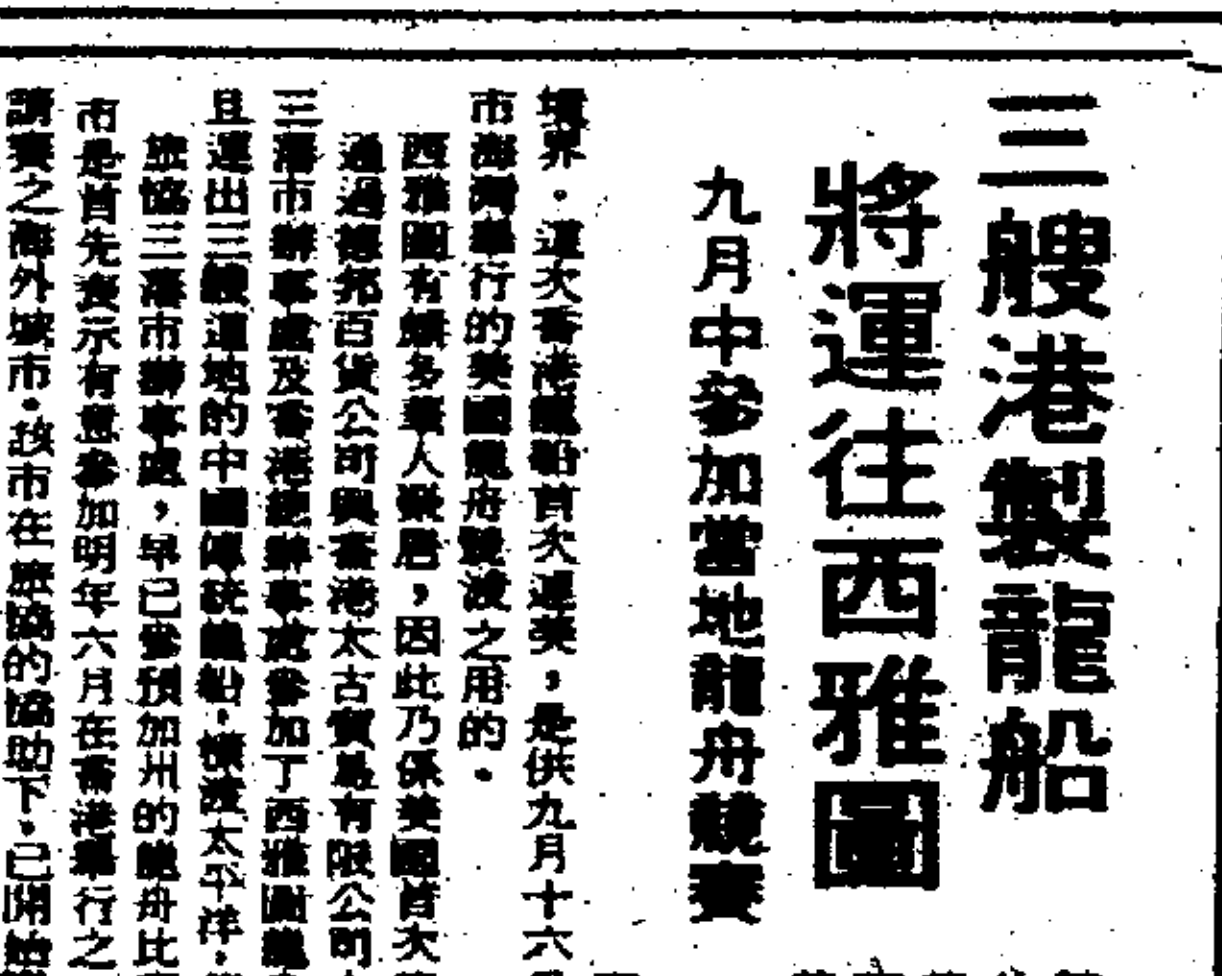 三艘港製龍船
將運往西雅圖
九月中參加當地龍舟競賽
境界。這次香港龍船首次運美，是供九月十六
市海灣舉行的美國龍舟競渡之用的。
西雅圖有頗多華人聚居，因此乃係美國首次
通過德邦百貨公司與香港太古貿易有限公司
三藩市辦事處及香港總辦事處參加了西雅圖龍
且運出三艘道地的中國傳統龍船，橫渡太平洋，
旅協三藩市辦事處，早已參預加州的龍舟比
市是首先表示有意參加明年六月在香港舉行之
請賽之海外城市。該市在旅協的協助下，已開始